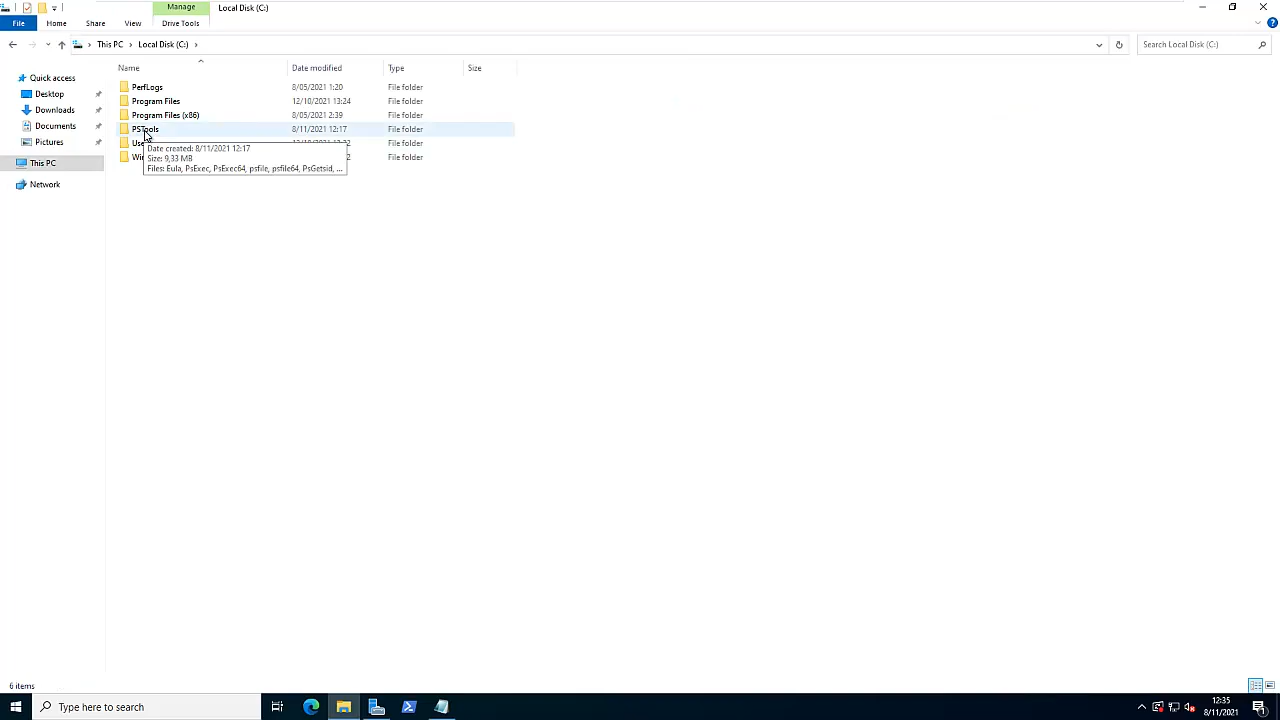 Manage
Local Disk (C:)
File
Home
Share
View
Drive Tools
This PC
Local Disk (C:)
Search Local Disk (C:)
Name
Date modified
Type
Size
Quick access
Desktop
Downloads
Documents
Pictures
This PC
Network
PerfLogs
8/05/2021 1:20
File folder
Program Files
12/10/2021 13:24
File folder
Program Files (x86)
8/05/2021 2:39
File folder
PSTools
8/11/2021 12:17
File folder
File folder
File folder
Date created: 8/11/2021 12:17
Size: 9,33 MB
Files: Eula, PsExec, PsExec64, psfile, psfile64, PsGetsid, ...
6 items
Type here to search
12:35
8/11/2021
1